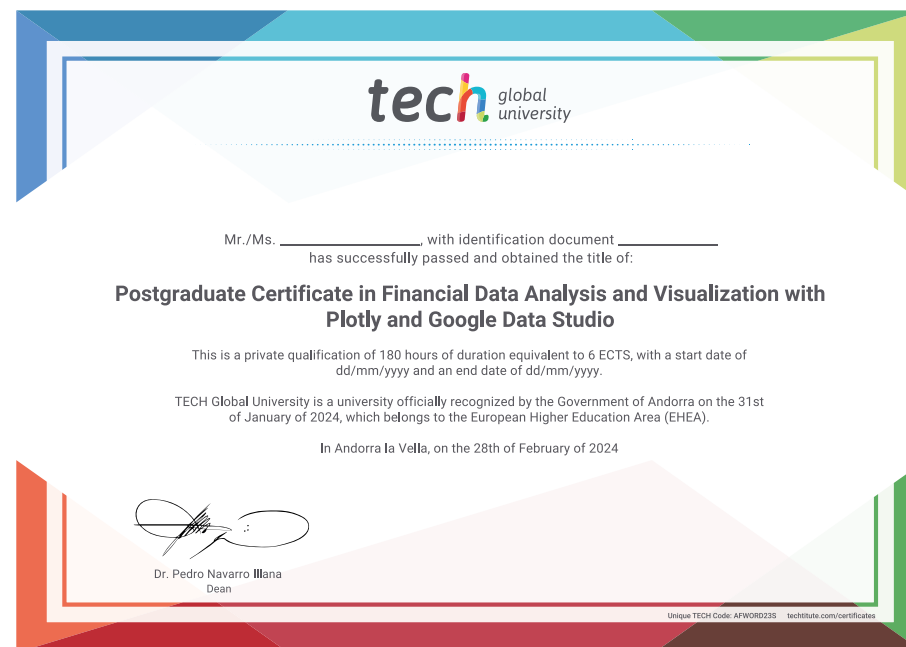 tech global university
Mr./Ms. ____________, with identification document ____________
has successfully passed and obtained the title of:
Postgraduate Certificate in Financial Data Analysis and Visualization with
Plotly and Google Data Studio
This is a private qualification of 180 hours of duration equivalent to 6 ECTS, with a start date of
dd/mm/yyyy and an end date of dd/mm/yyyy.
TECH Global University is a university officially recognized by the Government of Andorra on the 31st
of January of 2024, which belongs to the European Higher Education Area (EHEA).
In Andorra la Vella, on the 28th of February of 2024
Dr. Pedro Navarro Illana
Dean
Unique TECH Code: AFWORD23S techtitute.com/certificates